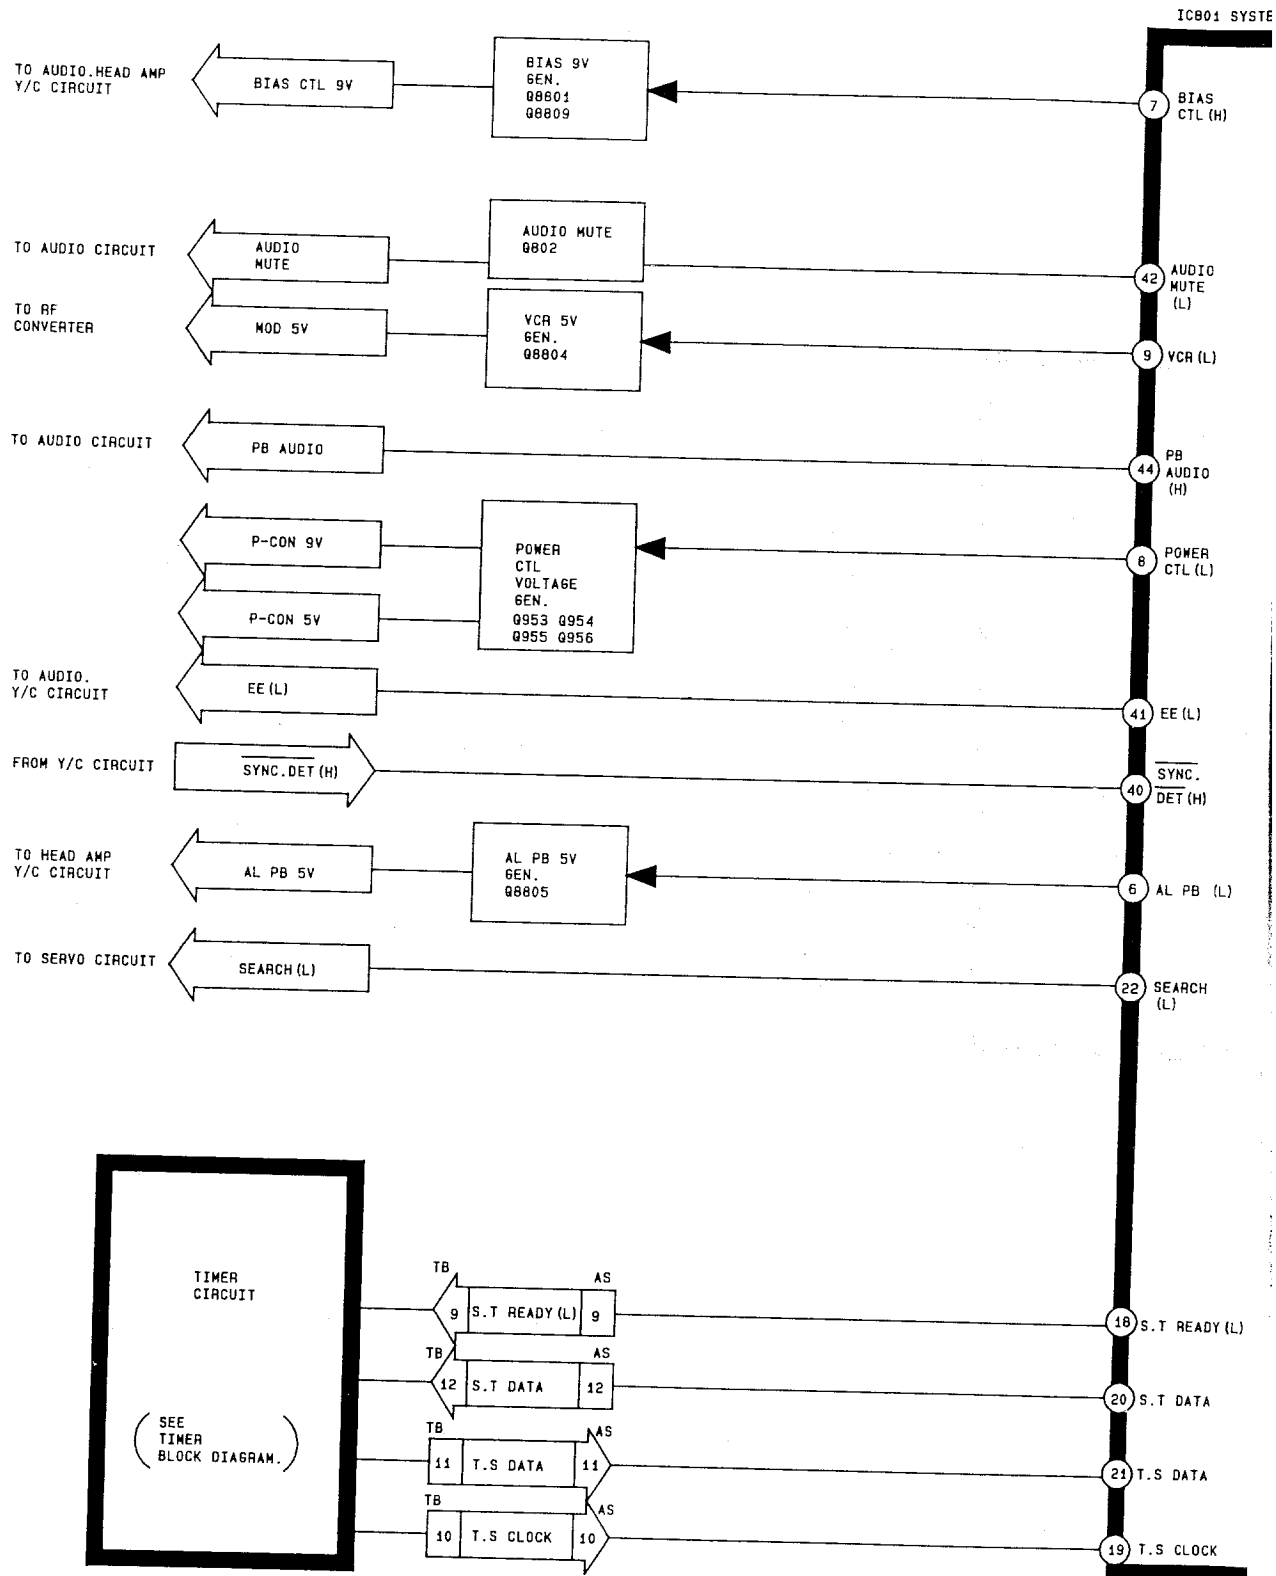 IC801 SYSTE
TO AUDIO.HEAD AMP
Y/C CIRCUIT
BIAS CTL 9V
BIAS 9V
GEN.
Q8801
Q8809
7
BIAS
CTL(H)
TO AUDIO CIRCUIT
AUDIO
MUTE
AUDIO MUTE
Q802
42
AUDIO
MUTE
(L)
TO RF
CONVERTER
MOD 5V
VCR 5V
GEN.
Q8804
9
VCR(L)
TO AUDIO CIRCUIT
PB AUDIO
44
PB
AUDIO
(H)
P-CON 9V
P-CON 5V
POWER
CTL
VOLTAGE
GEN.
Q953 Q954
Q955 Q956
8
POWER
CTL(L)
TO AUDIO.
Y/C CIRCUIT
EE(L)
41
EE(L)
FROM Y/C CIRCUIT
SYNC.DET(H)
40
SYNC.
DET(H)
TO HEAD AMP
Y/C CIRCUIT
AL PB 5V
AL PB 5V
GEN.
Q8805
6
AL PB (L)
TO SERVO CIRCUIT
SEARCH(L)
22
SEARCH
(L)
TIMER
CIRCUIT
(SEE
TIMER
BLOCK DIAGRAM.)
TB
AS
9
S.T READY(L)
9
18
S.T READY(L)
TB
AS
12
S.T DATA
12
20
S.T DATA
TB
AS
11
T.S DATA
11
21
T.S DATA
TB
AS
10
T.S CLOCK
10
19
T.S CLOCK